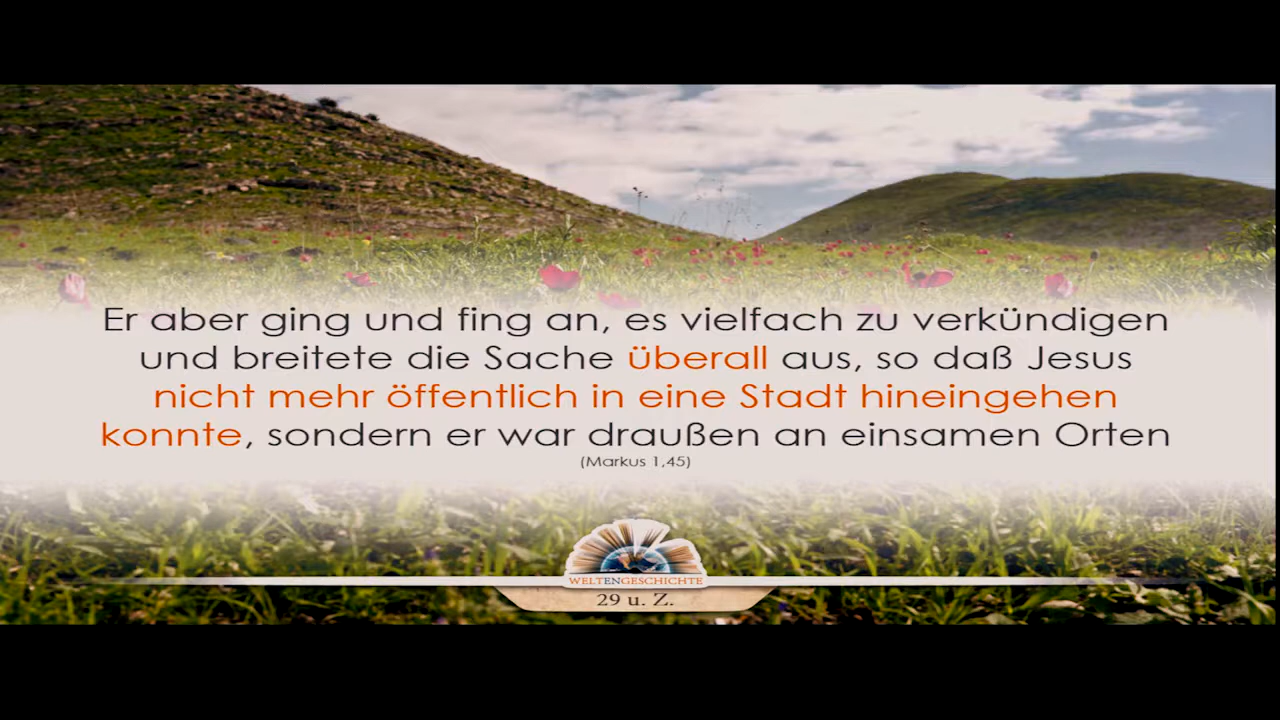 Er aber ging und fing an, es vielfach zu verkündigen
und breitete die Sache überall aus, so daß Jesus
nicht mehr öffentlich in eine Stadt hineingehen
konnte, sondern er war draußen an einsamen Orten
(Markus 1,45)
WELTENGESCHICHTE
29 u. Z.